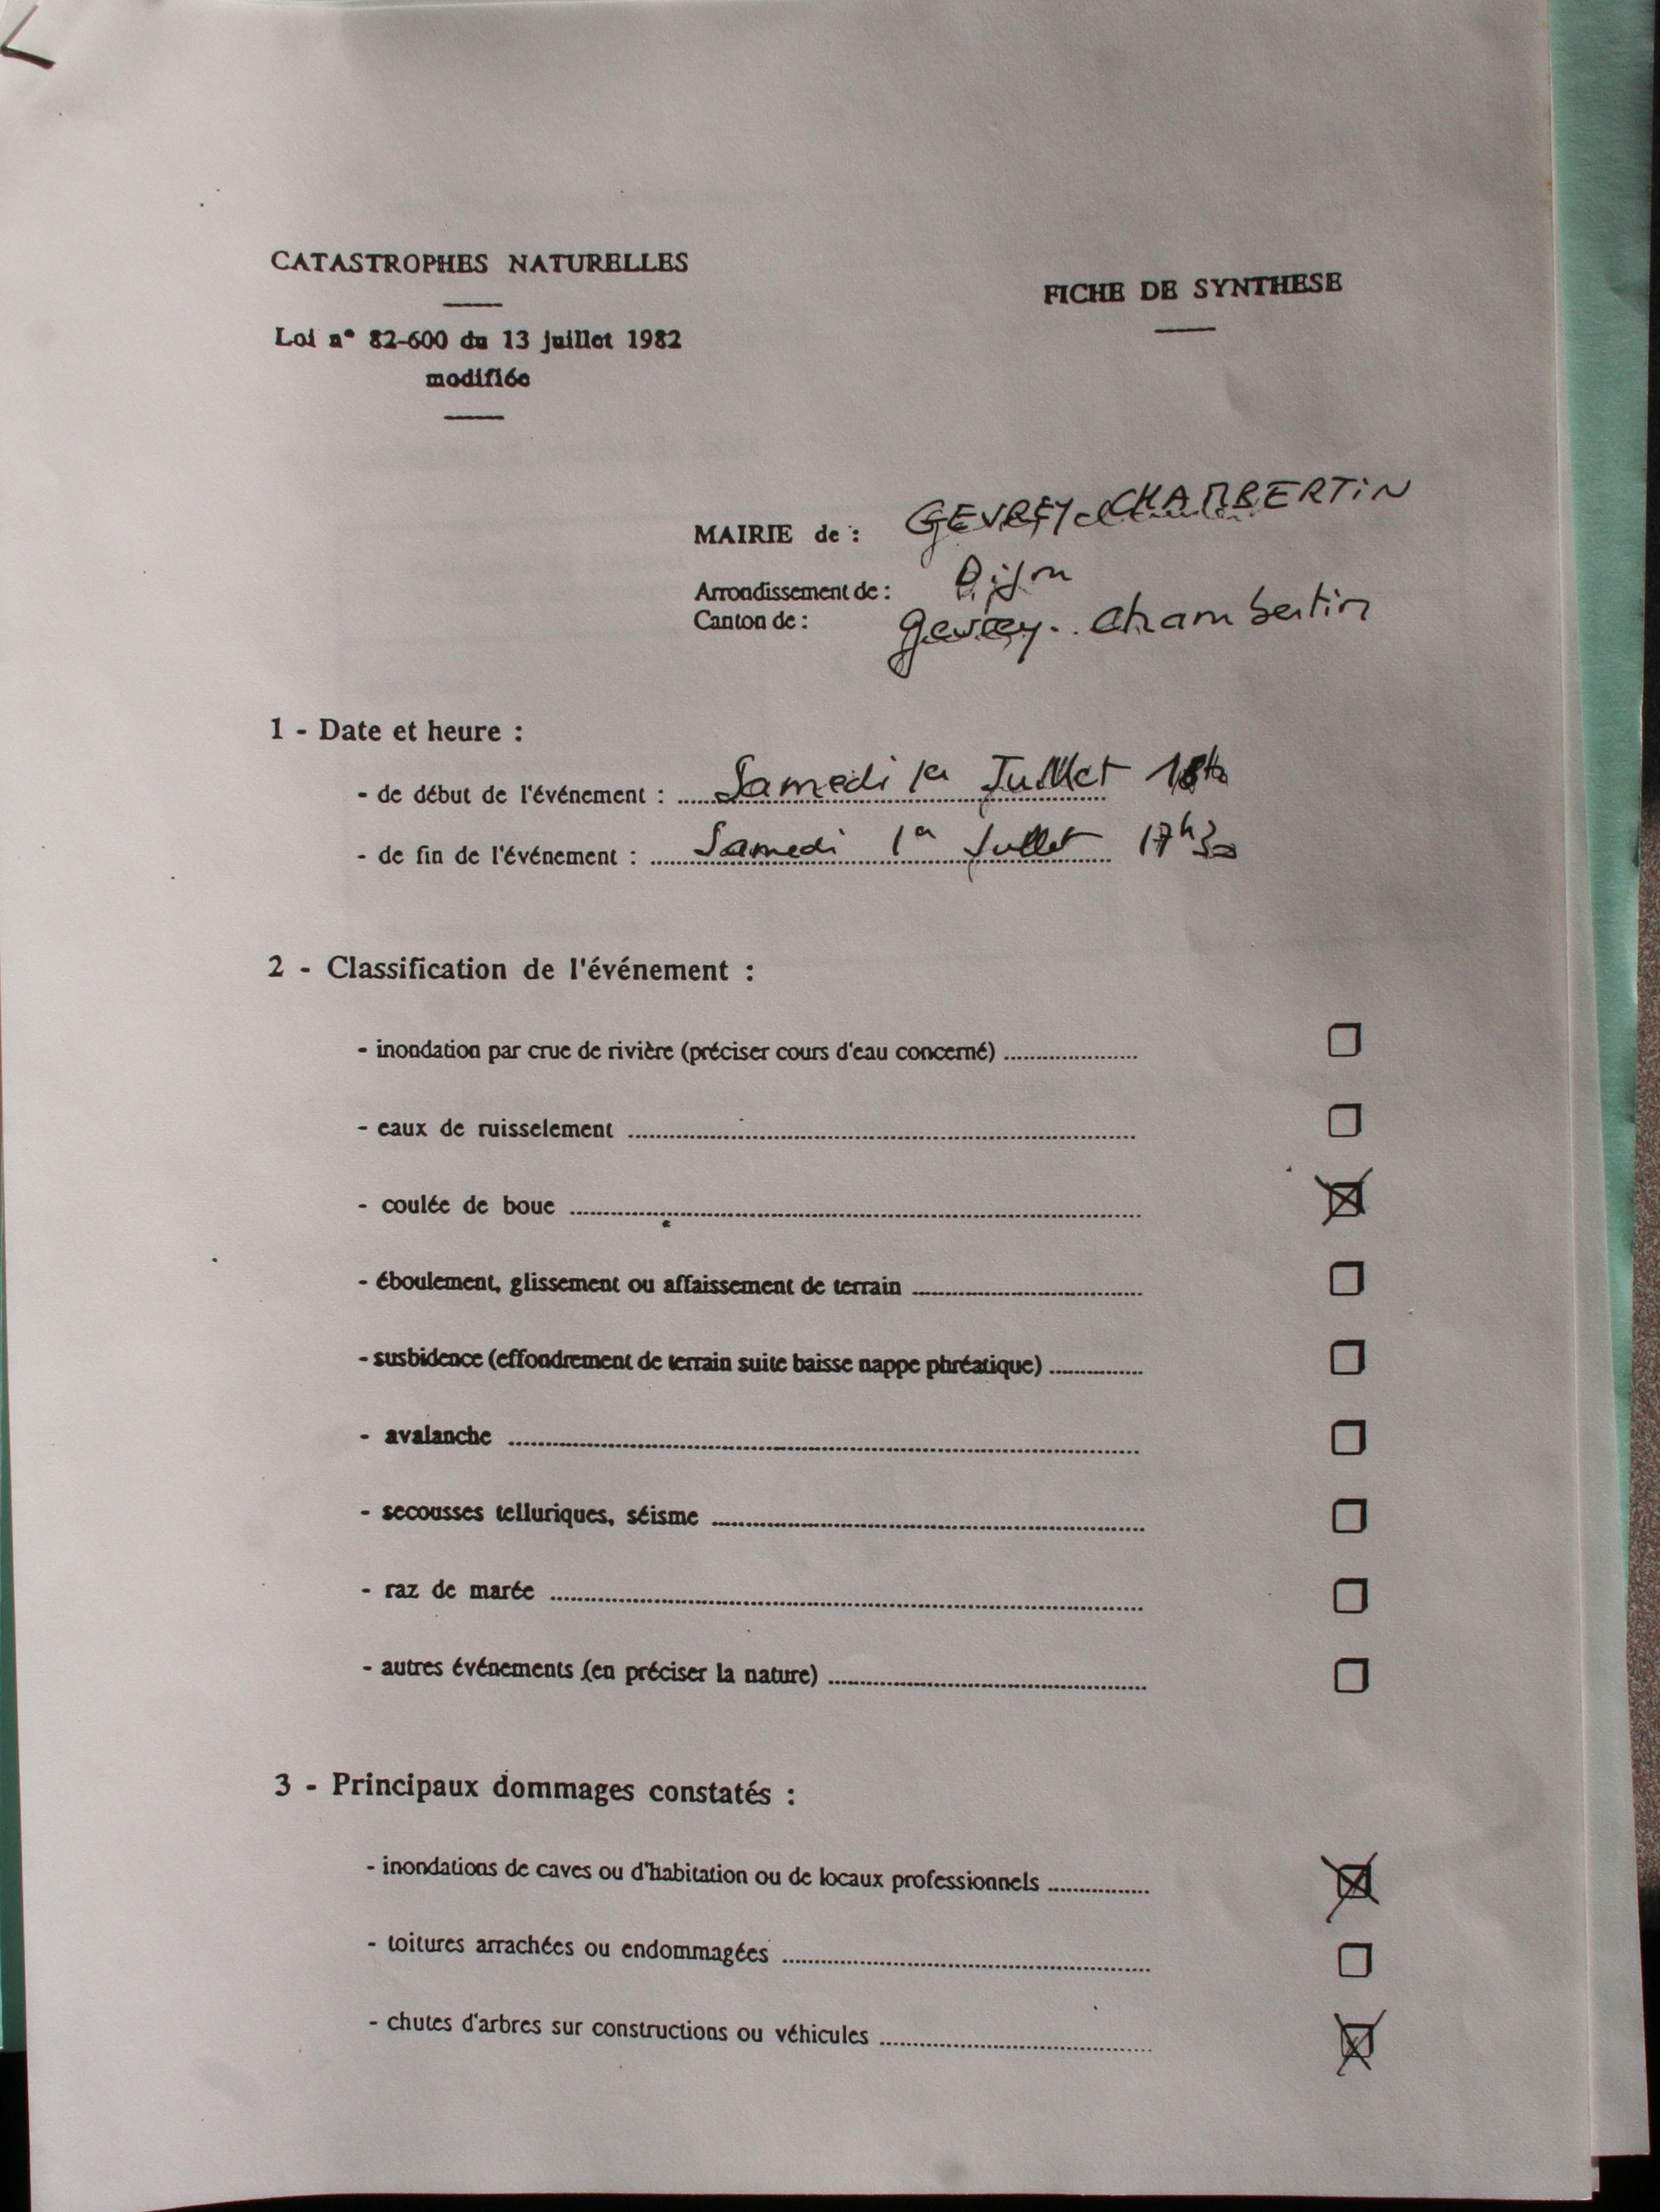 CATASTROPHES NATURELLES
FICHE DE SYNTHESE
Loi n° 82-600 du 13 juillet 1982
modifiée
MAIRIE de : GEVREY-CHAMBERTIN
Arrondissement de : Dijon
Canton de : Gevrey-Chambertin
1 - Date et heure :
- de début de l'événement : Samedi 1er Juillet
- de fin de l'événement : Samedi 1er Juillet 17h30
2 - Classification de l'événement :
- inondation par crue de rivière (préciser cours d'eau concerné)
- eaux de ruisselement
- coulée de boue
- éboulement, glissement ou affaissement de terrain
- susbidence (effondrement de terrain suite baisse nappe phréatique)
- avalanche
- secousses telluriques, séisme
- raz de marée
- autres événements (en préciser la nature)
3 - Principaux dommages constatés :
- inondations de caves ou d'habitation ou de locaux professionnels
- toitures arrachées ou endommagées
- chutes d'arbres sur constructions ou véhicules